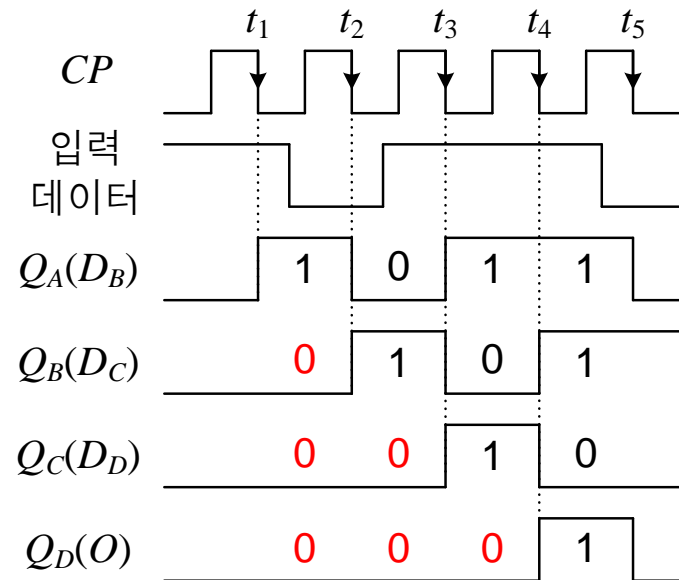 t1 t2 t3 t4 t5
CP
입력
데이터
QA(DB) 1 0 1 1
QB(DC) 0 1 0 1
QC(DD) 0 0 1 0
QD(O) 0 0 0 1